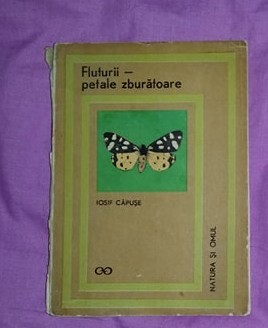 Fluturii —
petale zburătoare
IOSIF CĂPUȘE
NATURA ȘI OMUL